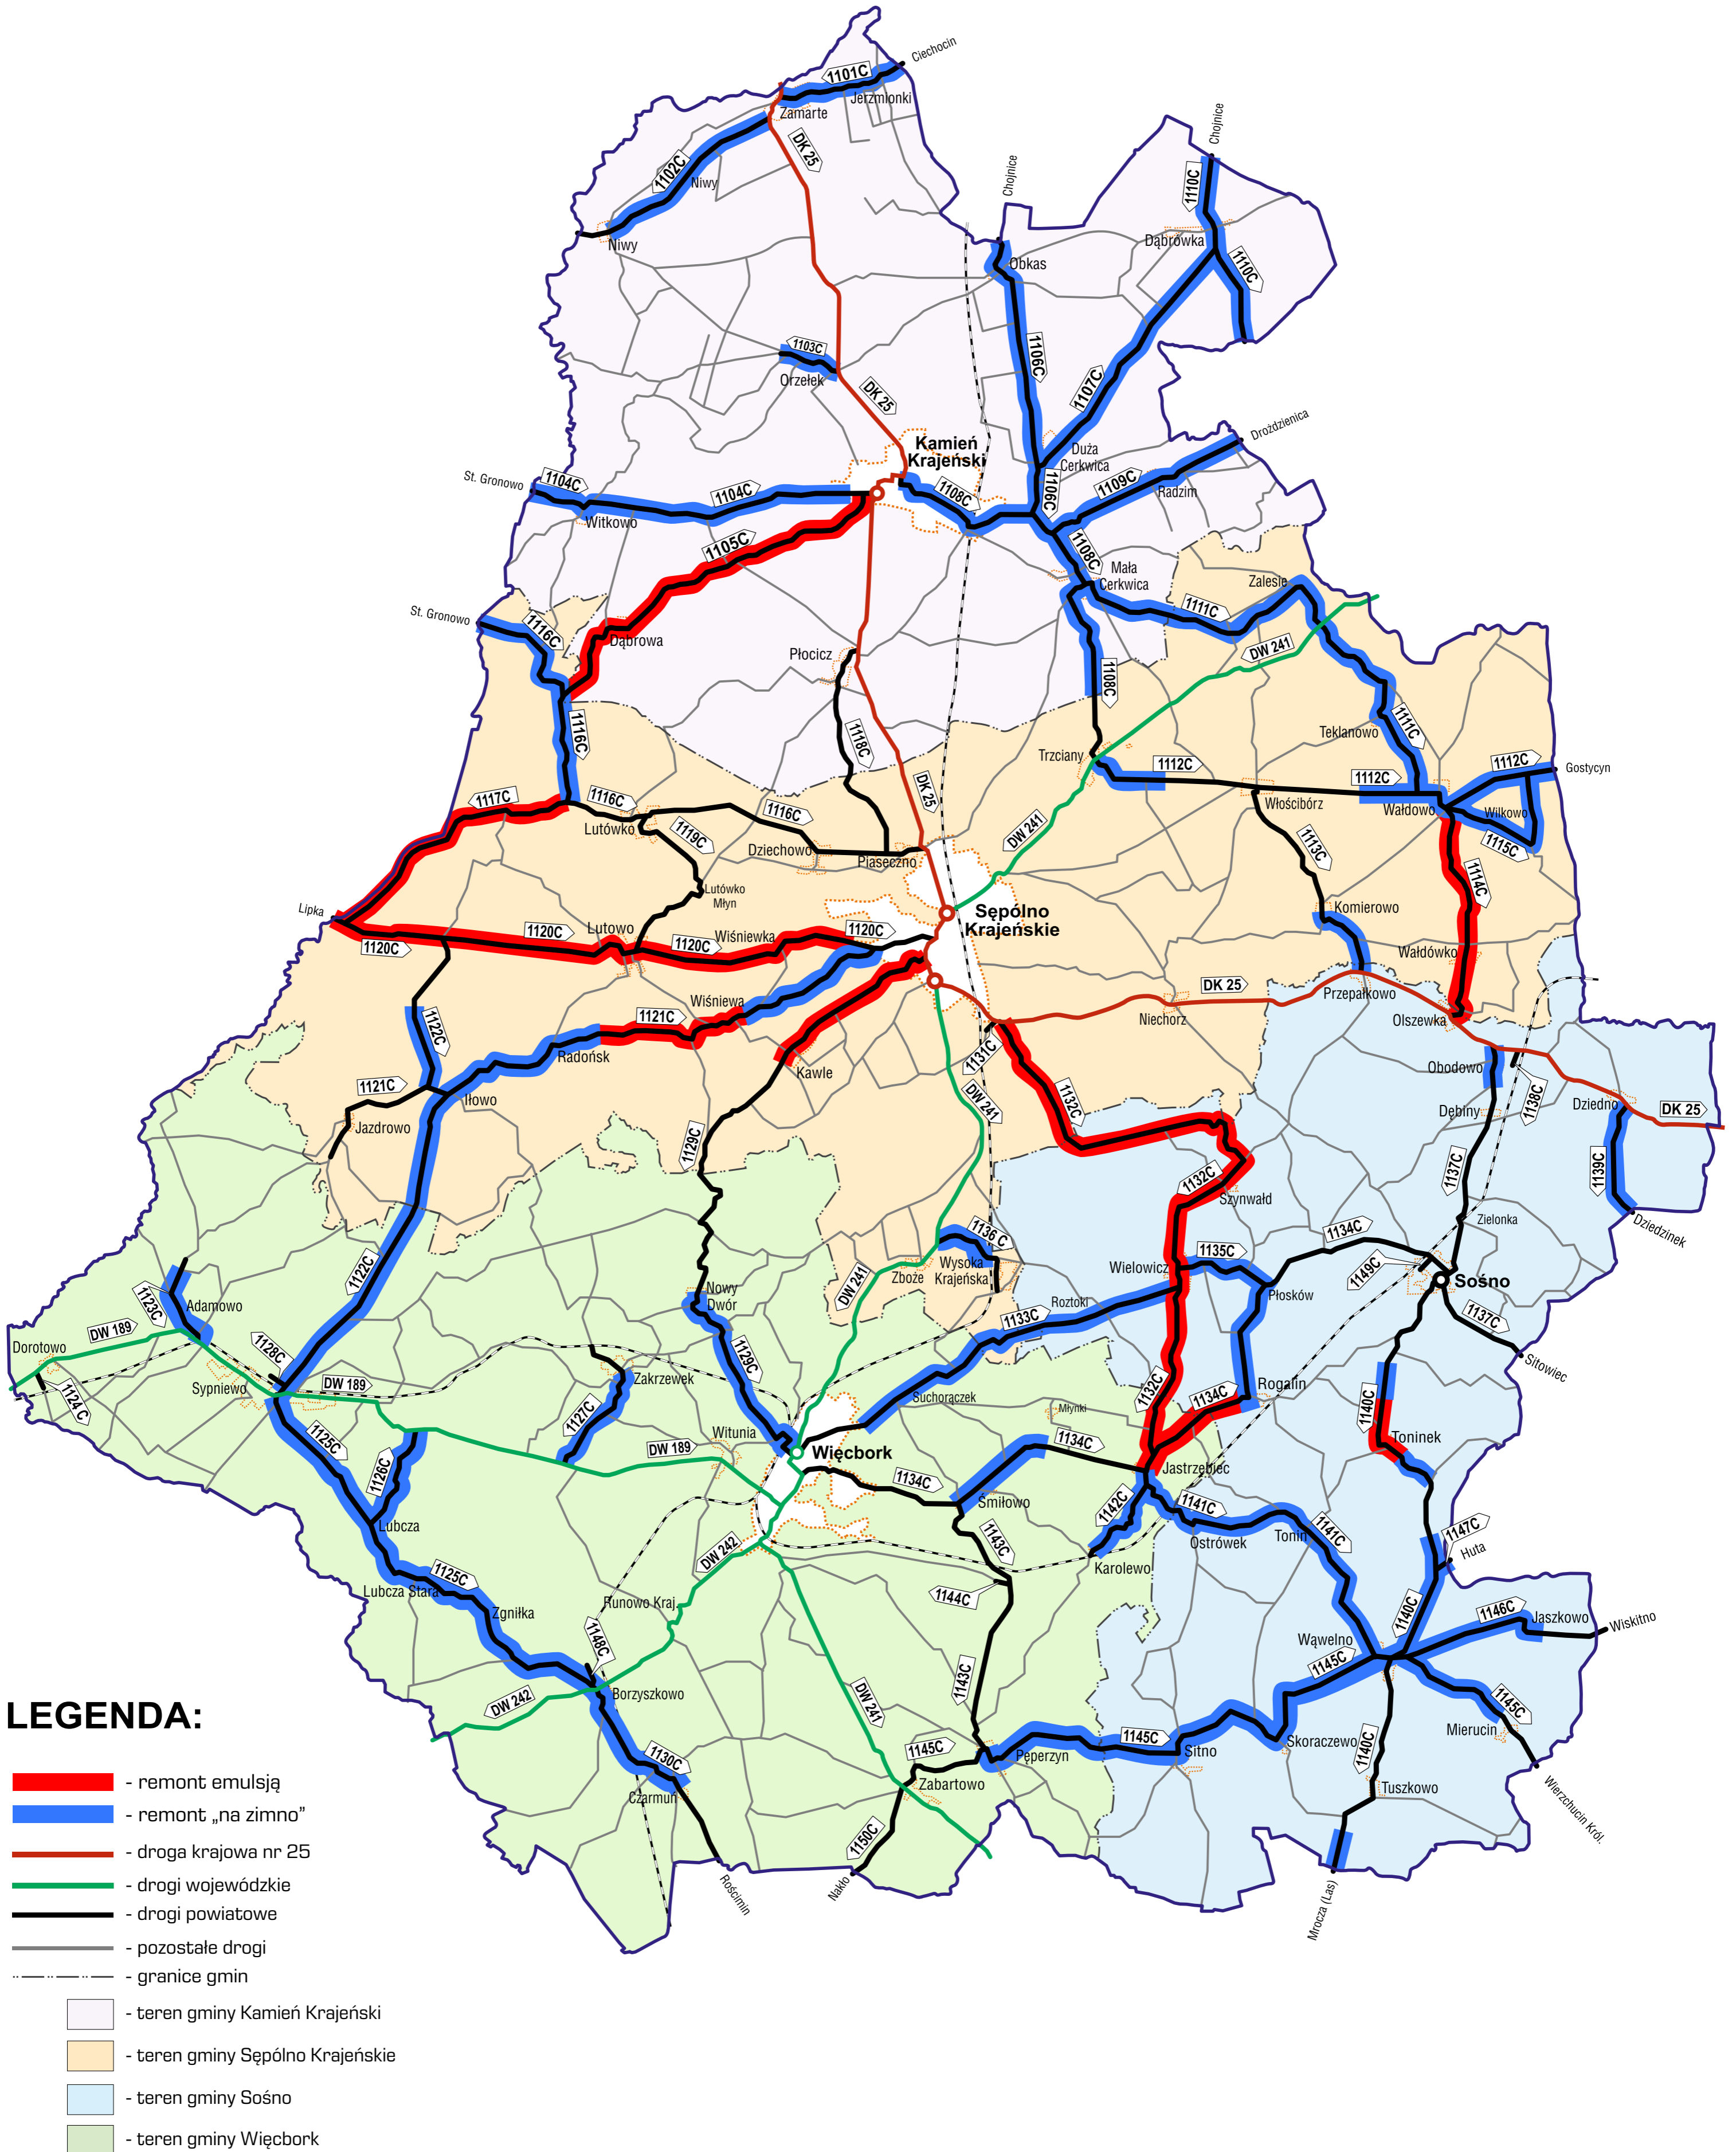 Ciechocin
1101C
Jerzmionki
Zamarte
DK 25
Chojnice
1102C
Niwy
Chojnice
1110C
Niwy
Dąbrówka
Obkas
1110C
1103C
Orzełek
1106C
DK 25
1107C
Drożdzienica
Kamień
Krajeński
Duża
Cerkwica
St. Gronowo
1104C
1104C
1108C
1106C
1109C
Radzim
Witkowo
1105C
1108C
Mała
Cerkwica
Zalesie
St. Gronowo
1116C
1111C
Dąbrowa
Płocicz
DW 241
1108C
1116C
1118C
Teklanowo
1111C
Trzciany
1112C
1112C
1112C
Gostycyn
DK 25
1117C
1116C
1116C
Włościbórz
Wałdowo
Wilkowo
Lutówko
1119C
DW 241
Dziechowo
Piaseczno
1113C
1115C
Lutówko
Młyn
1114C
Lipka
Komierowo
Sępólno
Krajeńskie
1120C
1120C
Lutowo
1120C
Wiśniewka
1120C
Wałdówko
Wiśniewa
DK 25
Przepałkowo
1122C
1121C
Niechorz
Olszewka
Radońsk
1131C
Kawle
Obodowo
1121C
Iłowo
DW 241
1132C
1138C
Dziedno
DK 25
Jazdrowo
Dębiny
1129C
1137C
1139C
1132C
Szynwałd
Zielonka
Dziedzinek
1136 C
1134C
1122C
Wysoka
Krajeńska
Zboże
Wielowicz
1135C
1149C
Sośno
1123C
Adamowo
Nowy
Dwór
DW 241
Roztoki
1133C
Płosków
1137C
DW 189
Dorotowo
1128C
1129C
Sitowiec
1124 C
Sypniewo
DW 189
Zakrzewek
Suchorączek
1132C
1134C
Rogalin
1127C
Młynki
1140C
1125C
Witunia
DW 189
Więcbork
1134C
Toninek
1126C
1134C
Jastrzębiec
Śmiłowo
1142C
1141C
Lubcza
Ostrówek
Tonin
1141C
1147C
Huta
DW 242
1143C
Karolewo
1125C
Lubcza Stara
1144C
Zgniłka
Runowo Kraj.
1140C
1146C
Jaszkowo
Wiskitno
1148C
Wąwelno
1145C
1143C
DW 242
Borzyszkowo
DW 241
1145C
Mierucin
1130C
1145C
Pęperzyn
1145C
Sitno
Skoraczewo
1140C
Czarmuń
Zabartowo
Tuszkowo
Wierzchucin Król.
1150C
Rościmin
Nakło
Mrocza (Las)
LEGENDA:
- remont emulsją
- remont „na zimno”
- droga krajowa nr 25
- drogi wojewódzkie
- drogi powiatowe
- pozostałe drogi
- granice gmin
- teren gminy Kamień Krajeński
- teren gminy Sępólno Krajeńskie
- teren gminy Sośno
- teren gminy Więcbork